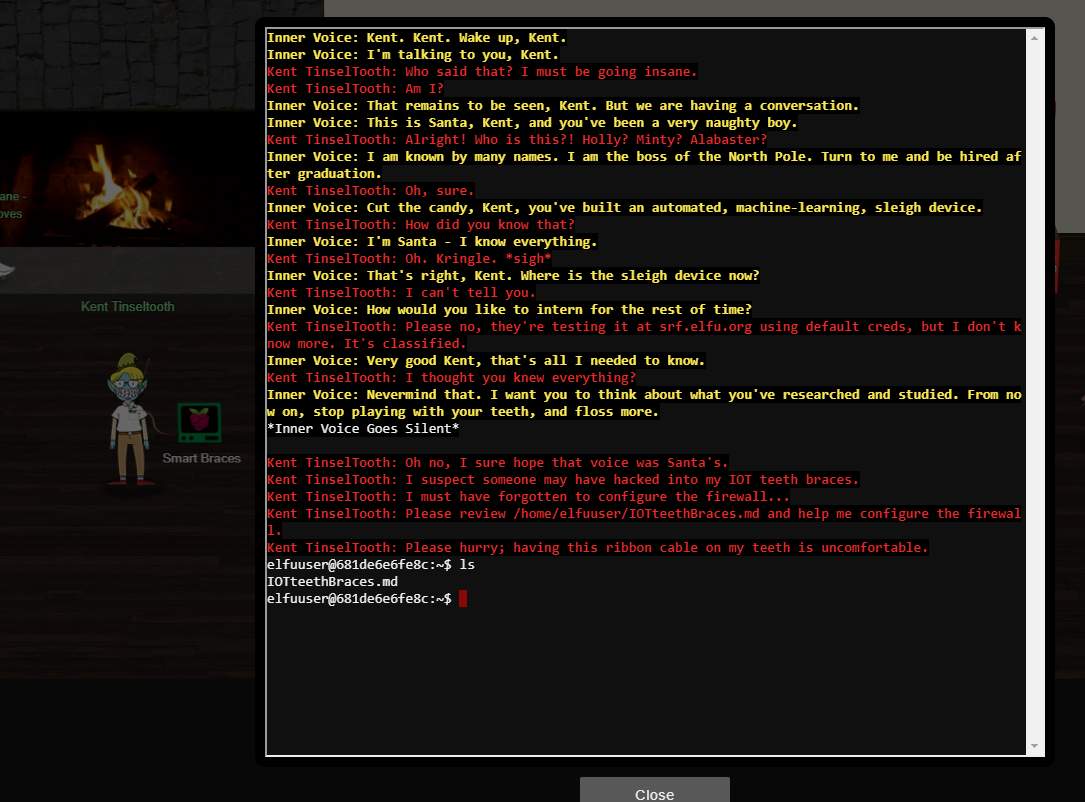 Inner Voice: Kent. Kent. Wake up, Kent.
Inner Voice: I'm talking to you, Kent.
Kent TinselTooth: Who said that? I must be going insane.
Kent TinselTooth: Am I?
Inner Voice: That remains to be seen, Kent. But we are having a conversation.
Inner Voice: This is Santa, Kent, and you've been a very naughty boy.
Kent TinselTooth: Alright! Who is this?! Holly? Minty? Alabaster?
Inner Voice: I am known by many names. I am the boss of the North Pole. Turn to me and be hired af
ter graduation.
Kent TinselTooth: Oh, sure.
Inner Voice: Cut the candy, Kent, you've built an automated, machine-learning, sleigh device.
Kent TinselTooth: How did you know that?
Inner Voice: I'm Santa - I know everything.
Kent TinselTooth: Oh. Kringle. *sigh*
Inner Voice: That's right, Kent. Where is the sleigh device now?
Kent TinselTooth: I can't tell you.
Inner Voice: How would you like to intern for the rest of time?
Kent TinselTooth: Please no, they're testing it at srf.elfu.org using default creds, but I don't k
now more. It's classified.
Inner Voice: Very good Kent, that's all I needed to know.
Kent TinselTooth: I thought you knew everything?
Inner Voice: Nevermind that. I want you to think about what you've researched and studied. From no
w on, stop playing with your teeth, and floss more.
*Inner Voice Goes Silent*
Kent TinselTooth: Oh no, I sure hope that voice was Santa's.
Kent TinselTooth: I suspect someone may have hacked into my IOT teeth braces.
Kent TinselTooth: I must have forgotten to configure the firewall...
Kent TinselTooth: Please review /home/elfuuser/IOTteethBraces.md and help me configure the firewal
l.
Kent TinselTooth: Please hurry; having this ribbon cable on my teeth is uncomfortable.
elfuuser@681de6e6fe8c:~$ ls
IOTteethBraces.md
elfuuser@681de6e6fe8c:~$
ane -
oves
Kent Tinseltooth
Smart Braces
Close